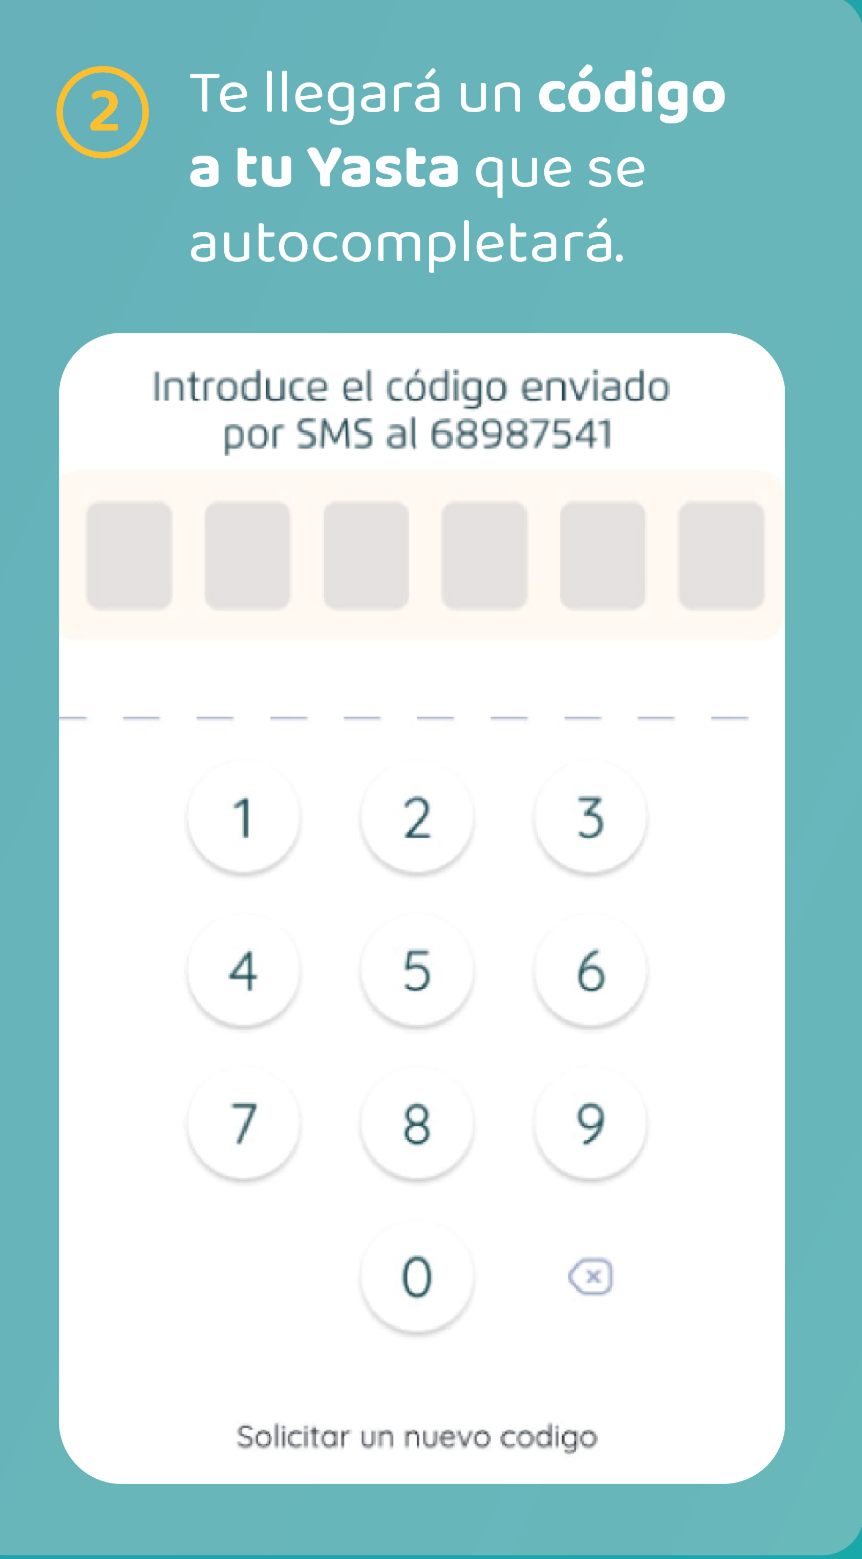 2
Te llegará un código
a tu Yasta que se
autocompletará.
Introduce el código enviado
por SMS al 68987541
1 2 3
4 5 6
7 8 9
0
Solicitar un nuevo codigo